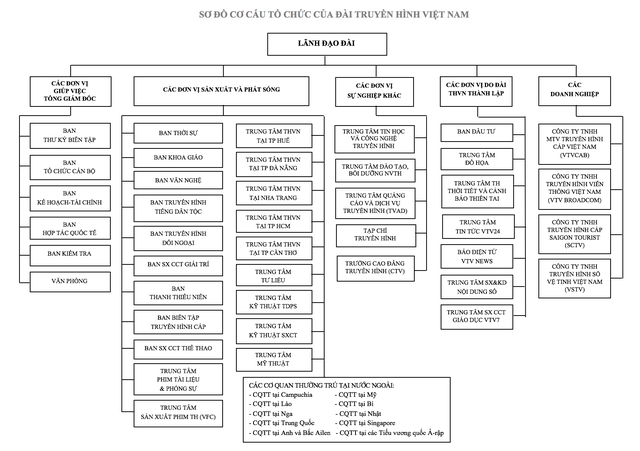 SƠ ĐỒ CƠ CẤU TỔ CHỨC CỦA ĐÀI TRUYỀN HÌNH VIỆT NAM
LÃNH ĐẠO ĐÀI
CÁC ĐƠN VỊ
GIÚP VIỆC
TỔNG GIÁM ĐỐC
BAN
THƯ KÝ BIÊN TẬP
BAN
TỔ CHỨC CÁN BỘ
BAN
KẾ HOẠCH-TÀI CHÍNH
BAN
HỢP TÁC QUỐC TẾ
BAN KIỂM TRA
VĂN PHÒNG
CÁC ĐƠN VỊ SẢN XUẤT VÀ PHÁT SÓNG
BAN THỜI SỰ
BAN KHOA GIÁO
BAN VĂN NGHỆ
BAN TRUYỀN HÌNH
TIẾNG DÂN TỘC
BAN TRUYỀN HÌNH
ĐỐI NGOẠI
BAN SX CCT GIẢI TRÍ
BAN
THANH THIẾU NIÊN
BAN BIÊN TẬP
TRUYỀN HÌNH CÁP
BAN SX CCT THỂ THAO
TRUNG TÂM
PHIM TÀI LIỆU
& PHÓNG SỰ
TRUNG TÂM
SẢN XUẤT PHIM TH (VFC)
TRUNG TÂM THVN
TẠI TP HUẾ
TRUNG TÂM THVN
TẠI TP ĐÀ NẴNG
TRUNG TÂM THVN
TẠI NHA TRANG
TRUNG TÂM THVN
TẠI TP HCM
TRUNG TÂM THVN
TẠI TP CẦN THƠ
TRUNG TÂM
TƯ LIỆU
TRUNG TÂM
KỸ THUẬT TDPS
TRUNG TÂM
KỸ THUẬT SXCT
TRUNG TÂM
MỸ THUẬT
CÁC ĐƠN VỊ
SỰ NGHIỆP KHÁC
TRUNG TÂM TIN HỌC
VÀ CÔNG NGHỆ
TRUYỀN HÌNH
TRUNG TÂM ĐÀO TẠO,
BỒI DƯỠNG NVTH
TRUNG TÂM QUẢNG
CÁO VÀ DỊCH VỤ
TRUYỀN HÌNH (TVAD)
TẠP CHÍ
TRUYỀN HÌNH
TRƯỜNG CAO ĐẲNG
TRUYỀN HÌNH (CTV)
CÁC ĐƠN VỊ DO ĐÀI
THVN THÀNH LẬP
BAN ĐẦU TƯ
TRUNG TÂM
ĐỒ HỌA
TRUNG TÂM TH
THỜI TIẾT VÀ CẢNH
BÁO THIÊN TAI
TRUNG TÂM
TIN TỨC VTV24
BÁO ĐIỆN TỬ
VTV NEWS
TRUNG TÂM SX&KD
NỘI DUNG SỐ
TRUNG TÂM SX CCT
GIÁO DỤC VTV7
CÁC
DOANH NGHIỆP
CÔNG TY TNHH
MTV TRUYỀN HÌNH
CÁP VIỆT NAM
(VTVCAB)
CÔNG TY TNHH
TRUYỀN HÌNH VIỄN
THÔNG VIỆT NAM
(VTV BROADCOM)
CÔNG TY TNHH
TRUYỀN HÌNH CÁP
SAIGON TOURIST
(SCTV)
CÔNG TY TNHH
TRUYỀN HÌNH SỐ
VỆ TINH VIỆT NAM
(VSTV)
CÁC CƠ QUAN THƯỜNG TRÚ TẠI NƯỚC NGOÀI:
- CQTT tại Campuchia - CQTT tại Mỹ
- CQTT tại Lào - CQTT tại Bỉ
- CQTT tại Nga - CQTT tại Nhật
- CQTT tại Trung Quốc - CQTT tại Singapore
- CQTT tại Anh và Bắc Ailen - CQTT tại các Tiểu vương quốc Ả-rập